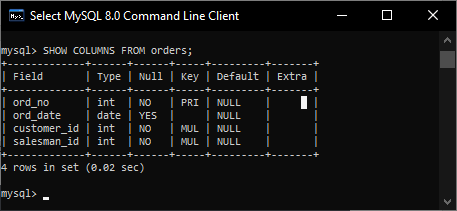 Select MySQL 8.0 Command Line Client
mysql> SHOW COLUMNS FROM orders;
+-------------+------+------+-----+---------+-------+
| Field       | Type | Null | Key | Default | Extra |
+-------------+------+------+-----+---------+-------+
| ord_no      | int  | NO   | PRI | NULL    |       |
| ord_date    | date | YES  |     | NULL    |       |
| customer_id | int  | NO   | MUL | NULL    |       |
| salesman_id | int  | NO   | MUL | NULL    |       |
+-------------+------+------+-----+---------+-------+
4 rows in set (0.02 sec)
mysql>